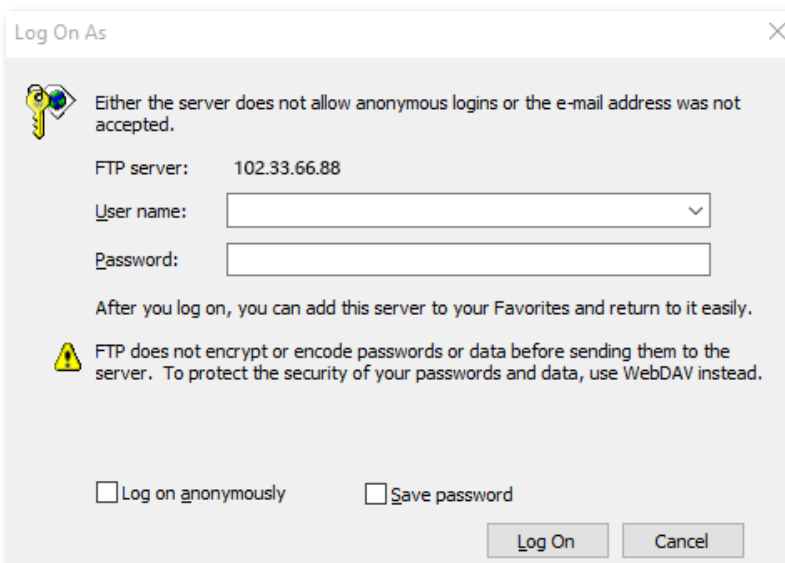 Log On As
Either the server does not allow anonymous logins or the e-mail address was not
accepted.
FTP server: 102.33.66.88
User name:
Password:
After you log on, you can add this server to your Favorites and return to it easily.
FTP does not encrypt or encode passwords or data before sending them to the
server. To protect the security of your passwords and data, use WebDAV instead.
Log on anonymously Save password
Log On Cancel